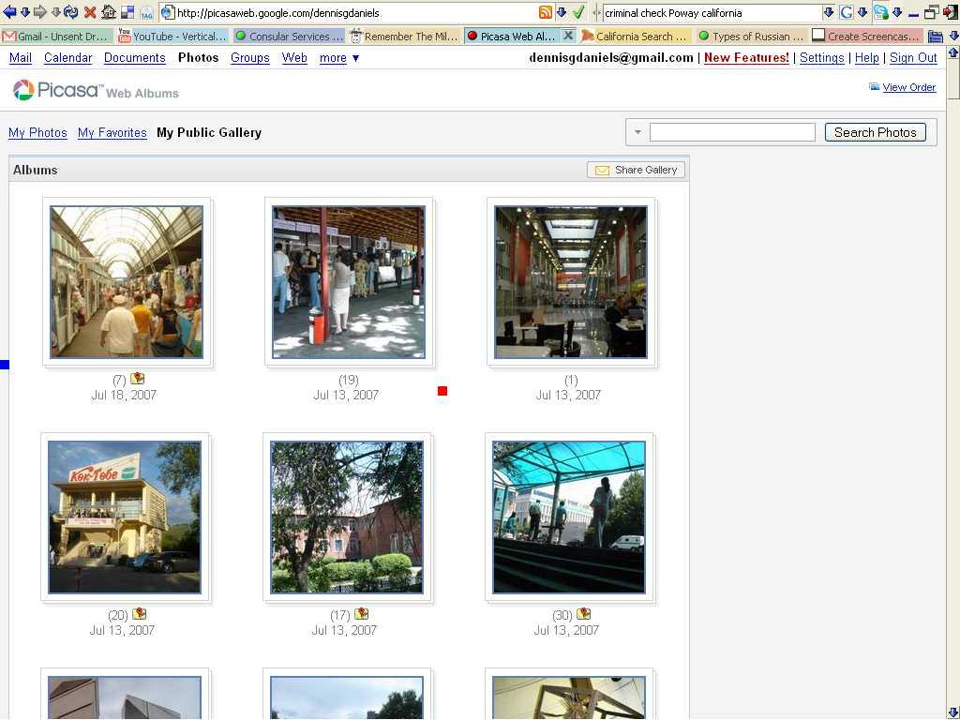 http://picasaweb.google.com/dennisgdaniels criminal check Poway california
Gmail - Unsent Dr... YouTube - Vertical... Consular Services ... Remember The Mil... Picasa Web Al... California Search ... Types of Russian ... Create Screencas...
Mail Calendar Documents Photos Groups Web more ▼ dennisgdaniels@gmail.com | New Features! | Settings | Help | Sign Out
Picasa™ Web Albums View Order
My Photos My Favorites My Public Gallery Search Photos
Albums Share Gallery
(7) (19) (1)
Jul 18, 2007 Jul 13, 2007 Jul 13, 2007
Кок-Тобе
(20) (17) (30)
Jul 13, 2007 Jul 13, 2007 Jul 13, 2007